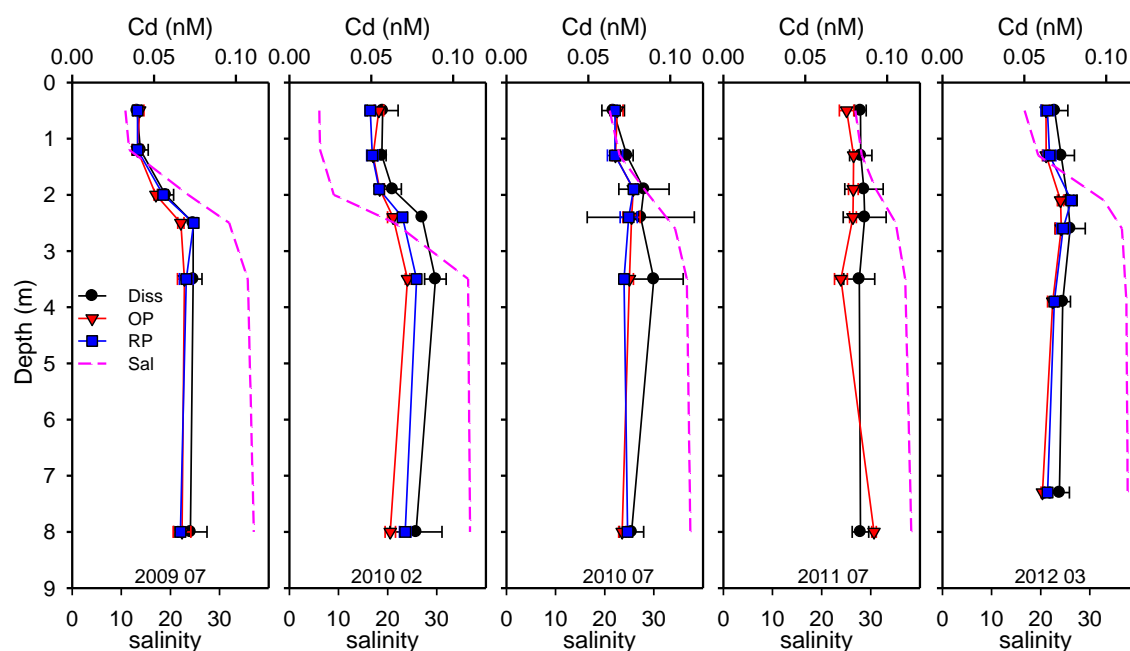 Cd (nM) Cd (nM) Cd (nM) Cd (nM) Cd (nM)
0.00 0.05 0.10 0.00 0.05 0.10 0.00 0.05 0.10 0.00 0.05 0.10 0.00 0.05 0.10
0
1
2
3
4
5
6
7
8
9
Depth (m)
Diss
OP
RP
Sal
2009 07 2010 02 2010 07 2011 07 2012 03
0 10 20 30 0 10 20 30 0 10 20 30 0 10 20 30 0 10 20 30
salinity salinity salinity salinity salinity